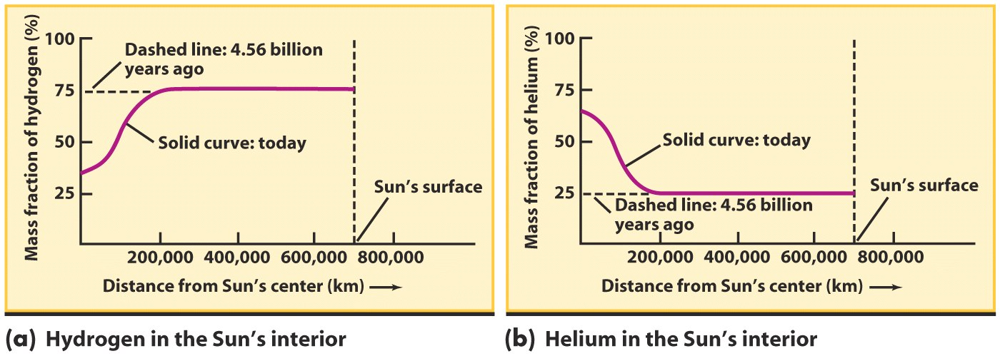 Mass fraction of hydrogen (%)
100
75
50
25
Dashed line: 4.56 billion
years ago
Solid curve: today
Sun’s surface
200,000 400,000 600,000 800,000
Distance from Sun’s center (km)
(a) Hydrogen in the Sun’s interior
Mass fraction of helium (%)
100
75
50
25
Solid curve: today
Sun’s surface
Dashed line: 4.56 billion
years ago
200,000 400,000 600,000 800,000
Distance from Sun’s center (km)
(b) Helium in the Sun’s interior